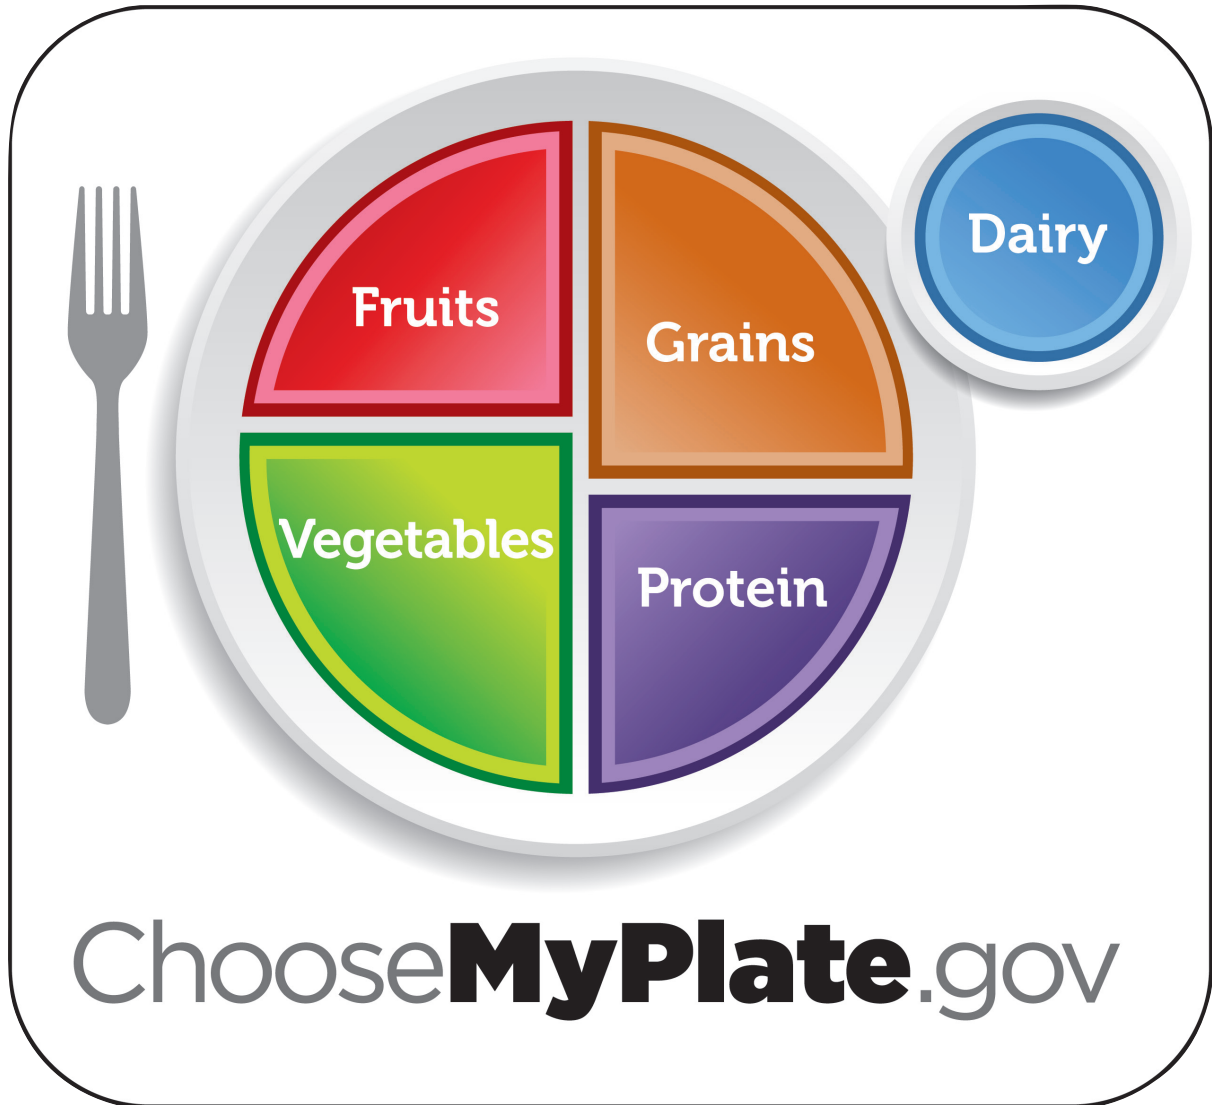 Fruits
Grains
Dairy
Vegetables
Protein
ChooseMyPlate.gov